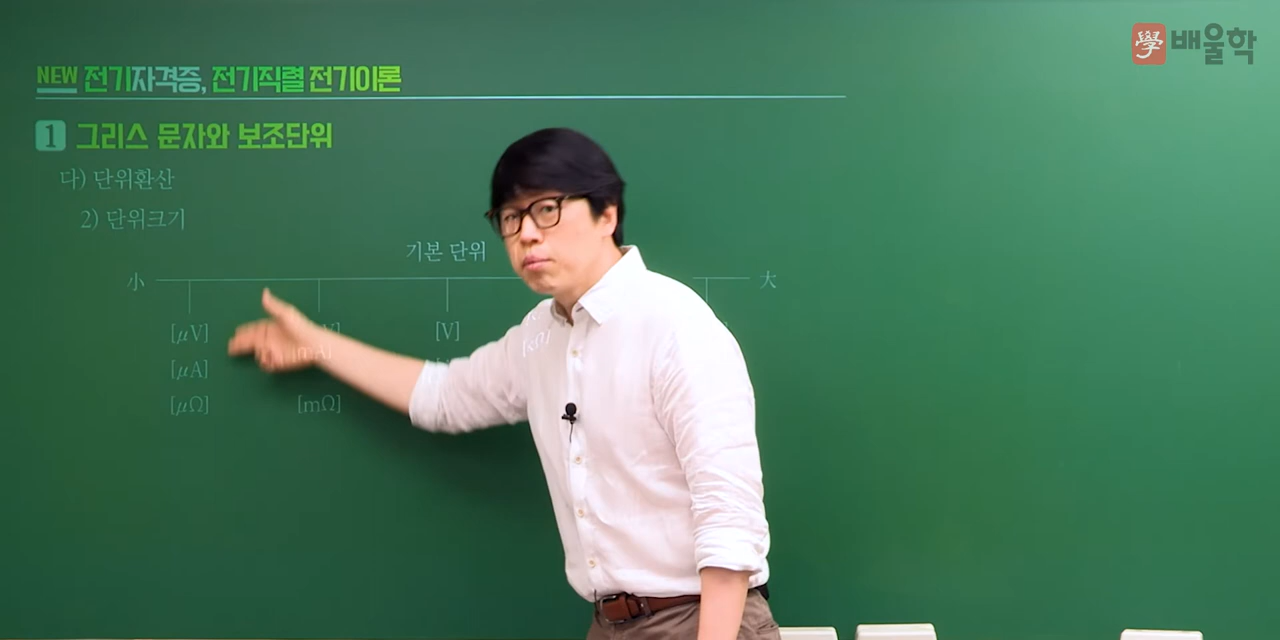 學 배울학
NEW 전기자격증, 전기직렬 전기이론
1 그리스 문자와 보조단위
다) 단위환산
2) 단위크기
기본 단위
小 大
[μV] [V]
[μA] [mA]
[μΩ] [mΩ] [kΩ]